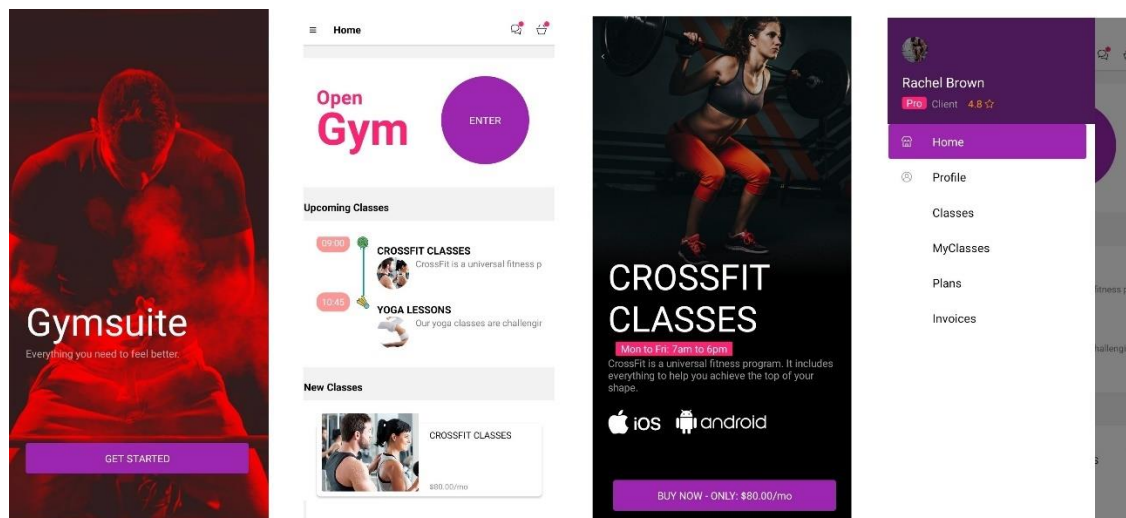 Gymsuite
Everything you need to feel better.
GET STARTED
Home
Open
Gym
ENTER
Upcoming Classes
09:00
CROSSFIT CLASSES
CrossFit is a universal fitness p
10:45
YOGA LESSONS
Our yoga classes are challengin
New Classes
CROSSFIT CLASSES
$80.00/mo
CROSSFIT
CLASSES
Mon to Fri: 7am to 6pm
CrossFit is a universal fitness program. It includes
everything to help you achieve the top of your
shape.
iOS android
BUY NOW - ONLY: $80.00/mo
Rachel Brown
Pro Client 4.8
Home
Profile
Classes
MyClasses
Plans
Invoices
fitness p
hallengi
s